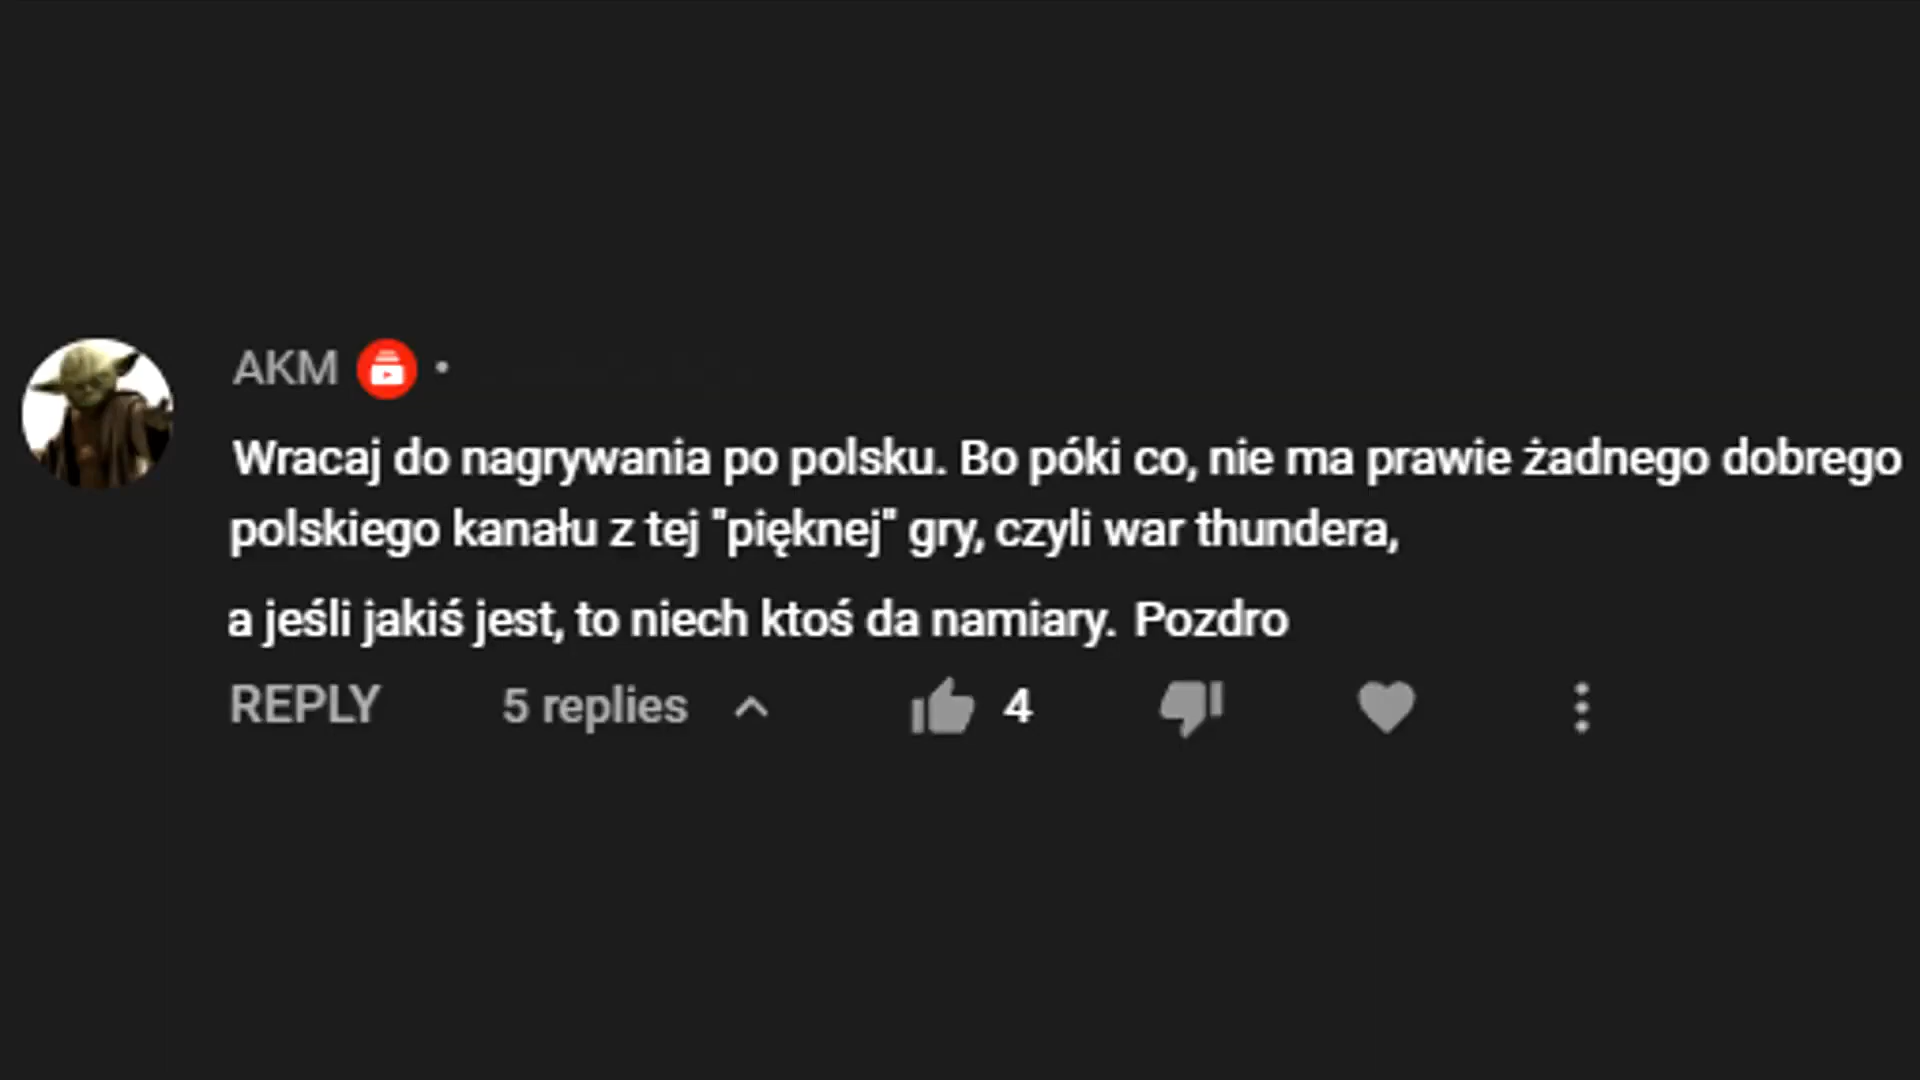 AKM •
Wracaj do nagrywania po polsku. Bo póki co, nie ma prawie żadnego dobrego
polskiego kanału z tej "pięknej" gry, czyli war thundera,
a jeśli jakiś jest, to niech ktoś da namiary. Pozdro
REPLY 5 replies 4